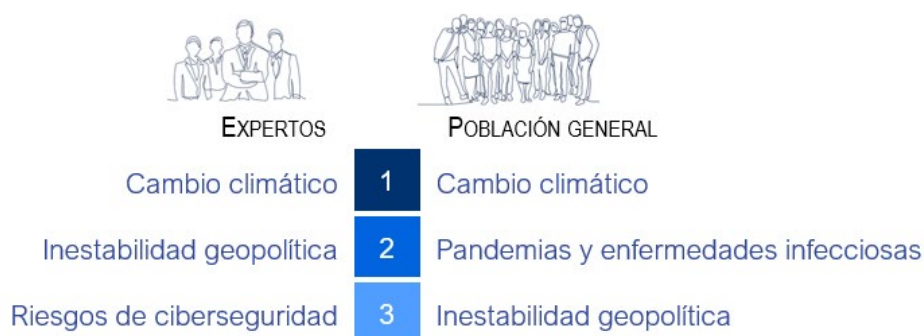 EXPERTOS POBLACIÓN GENERAL
Cambio climático 1 Cambio climático
Inestabilidad geopolítica 2 Pandemias y enfermedades infecciosas
Riesgos de ciberseguridad 3 Inestabilidad geopolítica